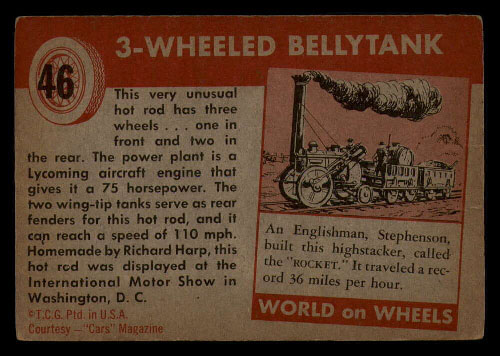 3-WHEELED BELLYTANK
46
This very unusual
hot rod has three
wheels . . . one in
front and two in
the rear. The power plant is a
Lycoming aircraft engine that
gives it a 75 horsepower. The
two wing-tip tanks serve as rear
fenders for this hot rod, and it
can reach a speed of 110 mph.
Homemade by Richard Harp, this
hot rod was displayed at the
International Motor Show in
Washington, D. C.
©T.C.G. Ptd. in U.S.A.
Courtesy —"Cars" Magazine
An Englishman, Stephenson,
built this highstacker, called
the "ROCKET." It traveled a rec-
ord 36 miles per hour.
WORLD on WHEELS